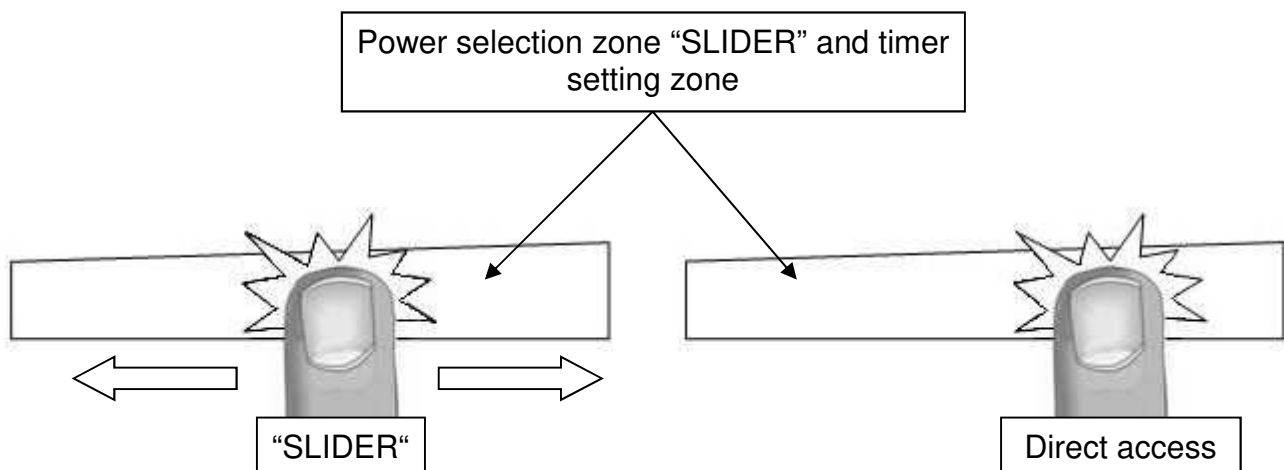 Power selection zone “SLIDER” and timer
setting zone
“SLIDER“
Direct access